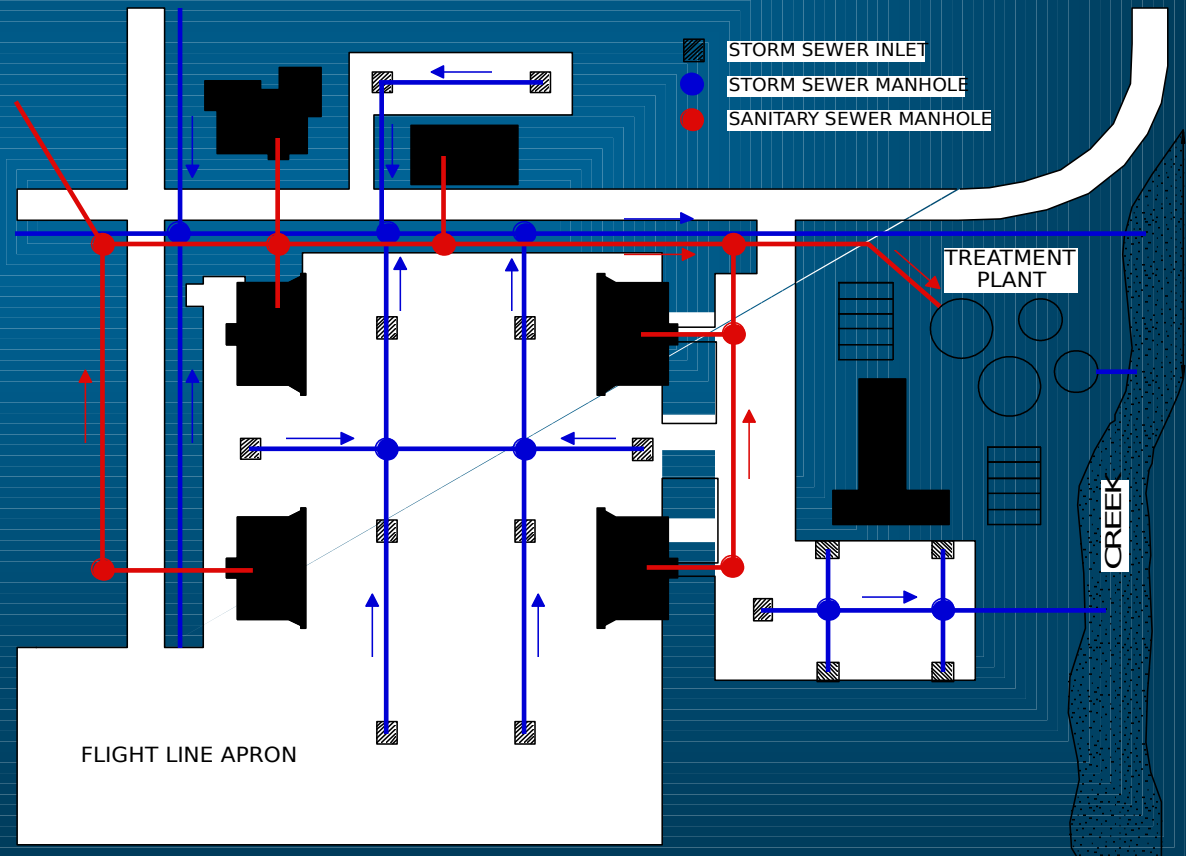 STORM SEWER INLET
STORM SEWER MANHOLE
SANITARY SEWER MANHOLE
TREATMENT
PLANT
CREEK
FLIGHT LINE APRON